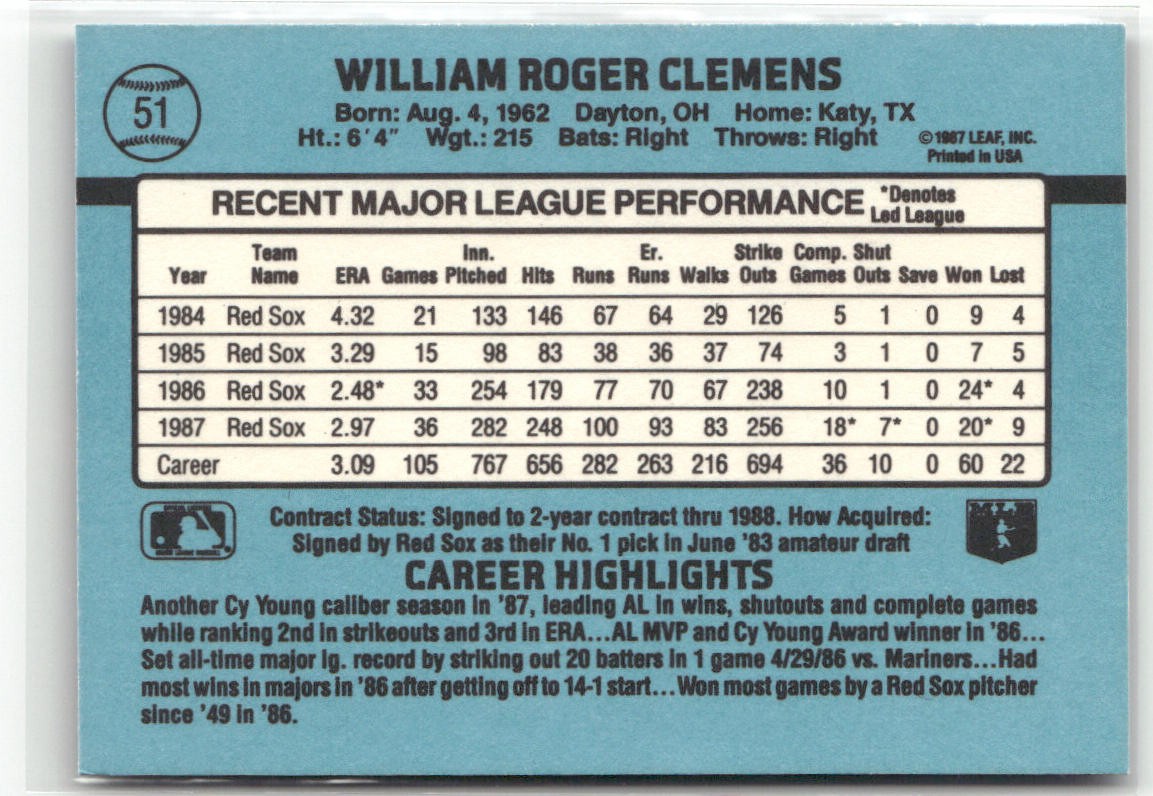 51
WILLIAM ROGER CLEMENS
Born: Aug. 4, 1962 Dayton, OH Home: Katy, TX
Ht.: 6'4" Wgt.: 215 Bats: Right Throws: Right
©1987 LEAF, INC.
Printed in USA
RECENT MAJOR LEAGUE PERFORMANCE *Denotes
Led League
Team Inn. Er. Strike Comp. Shut
Year Name ERA Games Pitched Hits Runs Runs Walks Outs Games Outs Save Won Lost
1984 Red Sox 4.32 21 133 146 67 64 29 126 5 1 0 9 4
1985 Red Sox 3.29 15 98 83 38 36 37 74 3 1 0 7 5
1986 Red Sox 2.48* 33 254 179 77 70 67 238 10 1 0 24* 4
1987 Red Sox 2.97 36 282 248 100 93 83 256 18* 7* 0 20* 9
Career 3.09 105 767 656 282 263 216 694 36 10 0 60 22
Contract Status: Signed to 2-year contract thru 1988. How Acquired:
Signed by Red Sox as their No. 1 pick in June '83 amateur draft
MLB
CAREER HIGHLIGHTS
Another Cy Young caliber season in '87, leading AL in wins, shutouts and complete games
while ranking 2nd in strikeouts and 3rd in ERA...AL MVP and Cy Young Award winner in '86...
Set all-time major lg. record by striking out 20 batters in 1 game 4/29/86 vs. Mariners...Had
most wins in majors in '86 after getting off to 14-1 start...Won most games by a Red Sox pitcher
since '49 in '86.